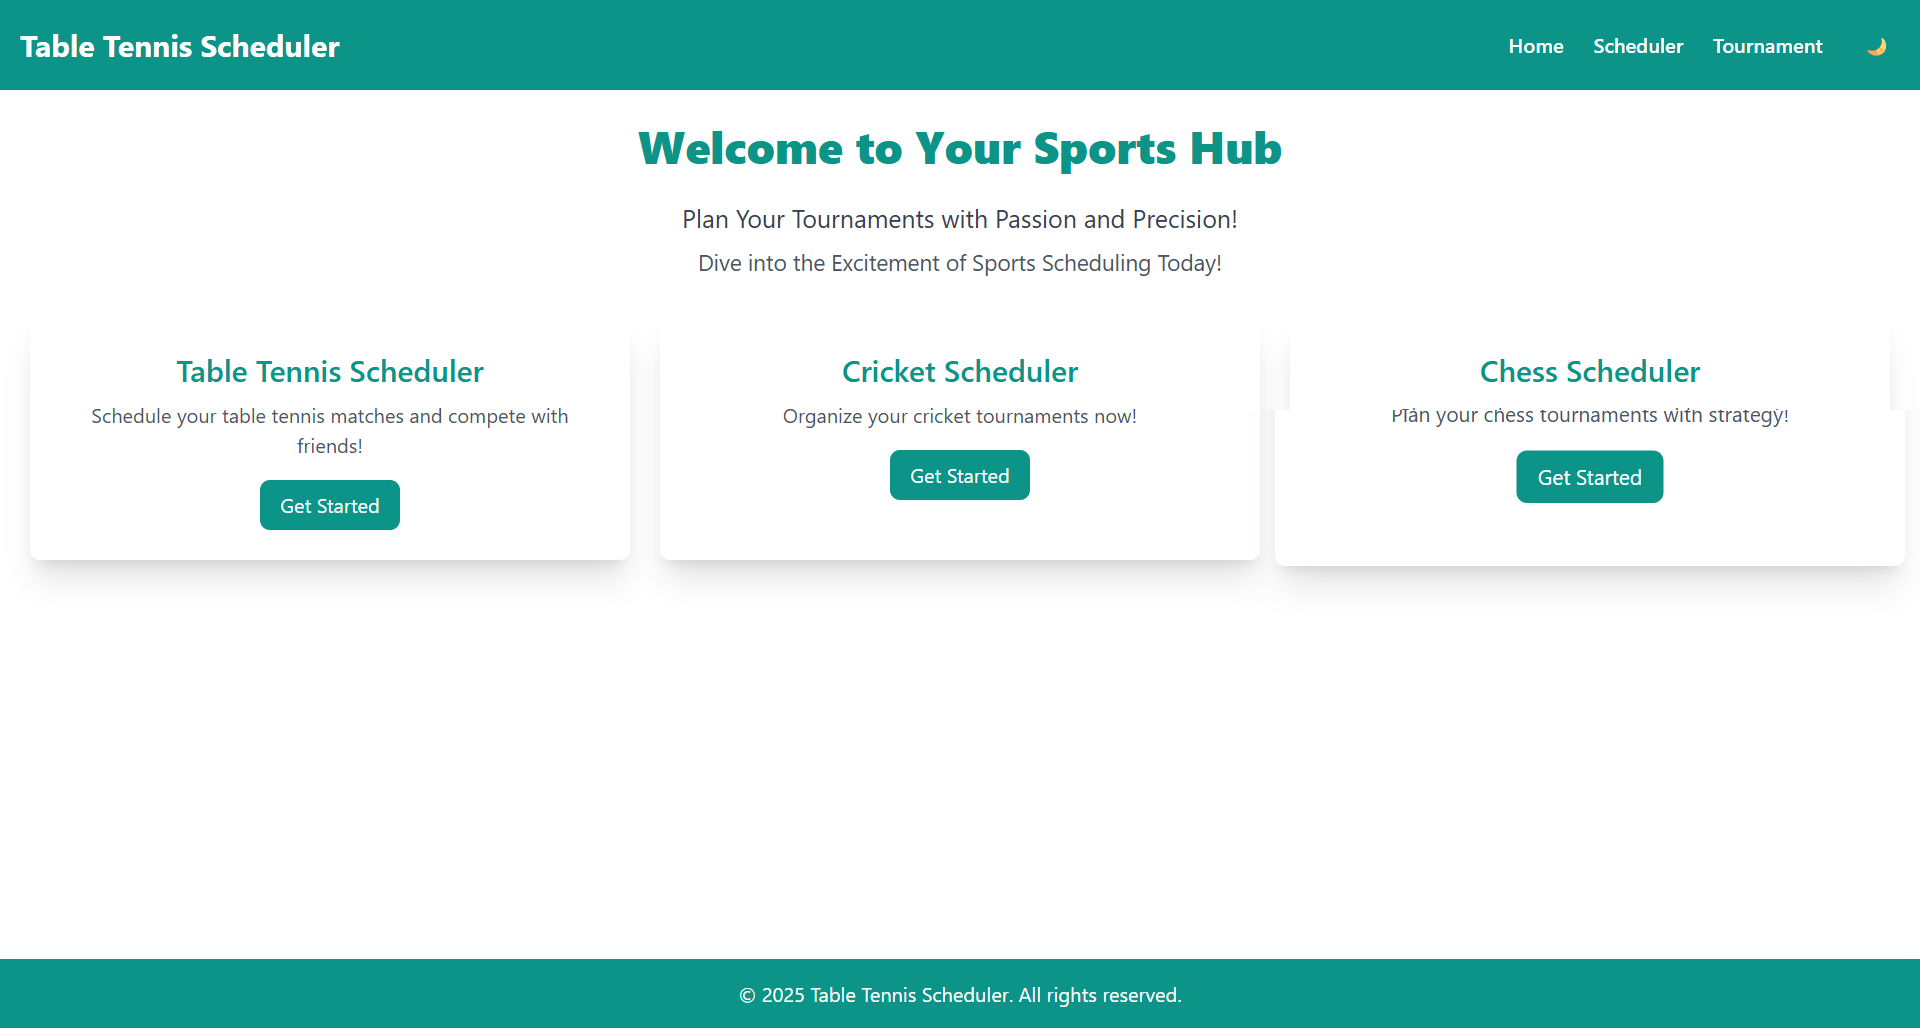 Table Tennis Scheduler
Home Scheduler Tournament
Welcome to Your Sports Hub
Plan Your Tournaments with Passion and Precision!
Dive into the Excitement of Sports Scheduling Today!
Table Tennis Scheduler
Schedule your table tennis matches and compete with
friends!
Get Started
Cricket Scheduler
Organize your cricket tournaments now!
Get Started
Chess Scheduler
Plan your chess tournaments with strategy!
Get Started
© 2025 Table Tennis Scheduler. All rights reserved.